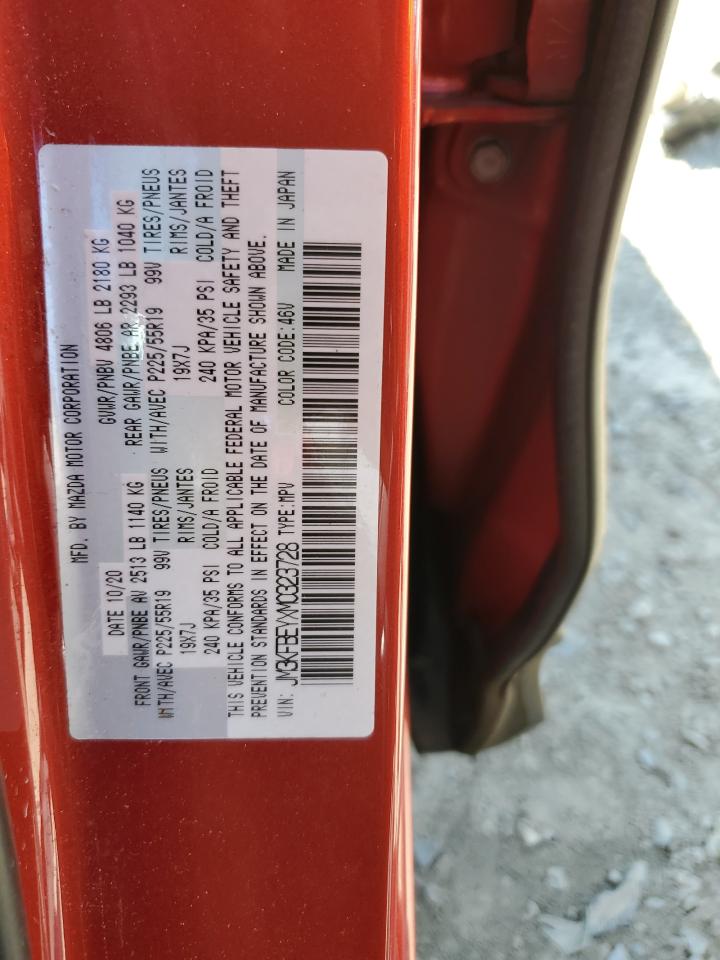 MFD. BY MAZDA MOTOR CORPORATION
DATE 10/20 GVWR/PNBV 4806 LB 2180 KG
FRONT GAWR/PNBE AV 2513 LB 1140 KG REAR GAWR/PNBE AR 2293 LB 1040 KG
WITH/AVEC P225/55R19 99V TIRES/PNEUS WITH/AVEC P225/55R19 99V TIRES/PNEUS
19X7J RIMS/JANTES 19X7J RIMS/JANTES
240 KPA/35 PSI COLD/A FROID 240 KPA/35 PSI COLD/A FROID
THIS VEHICLE CONFORMS TO ALL APPLICABLE FEDERAL MOTOR VEHICLE SAFETY AND THEFT
PREVENTION STANDARDS IN EFFECT ON THE DATE OF MANUFACTURE SHOWN ABOVE.
VIN: JM3KFBEYXM0323728 TYPE:MPV COLOR CODE:46V MADE IN JAPAN